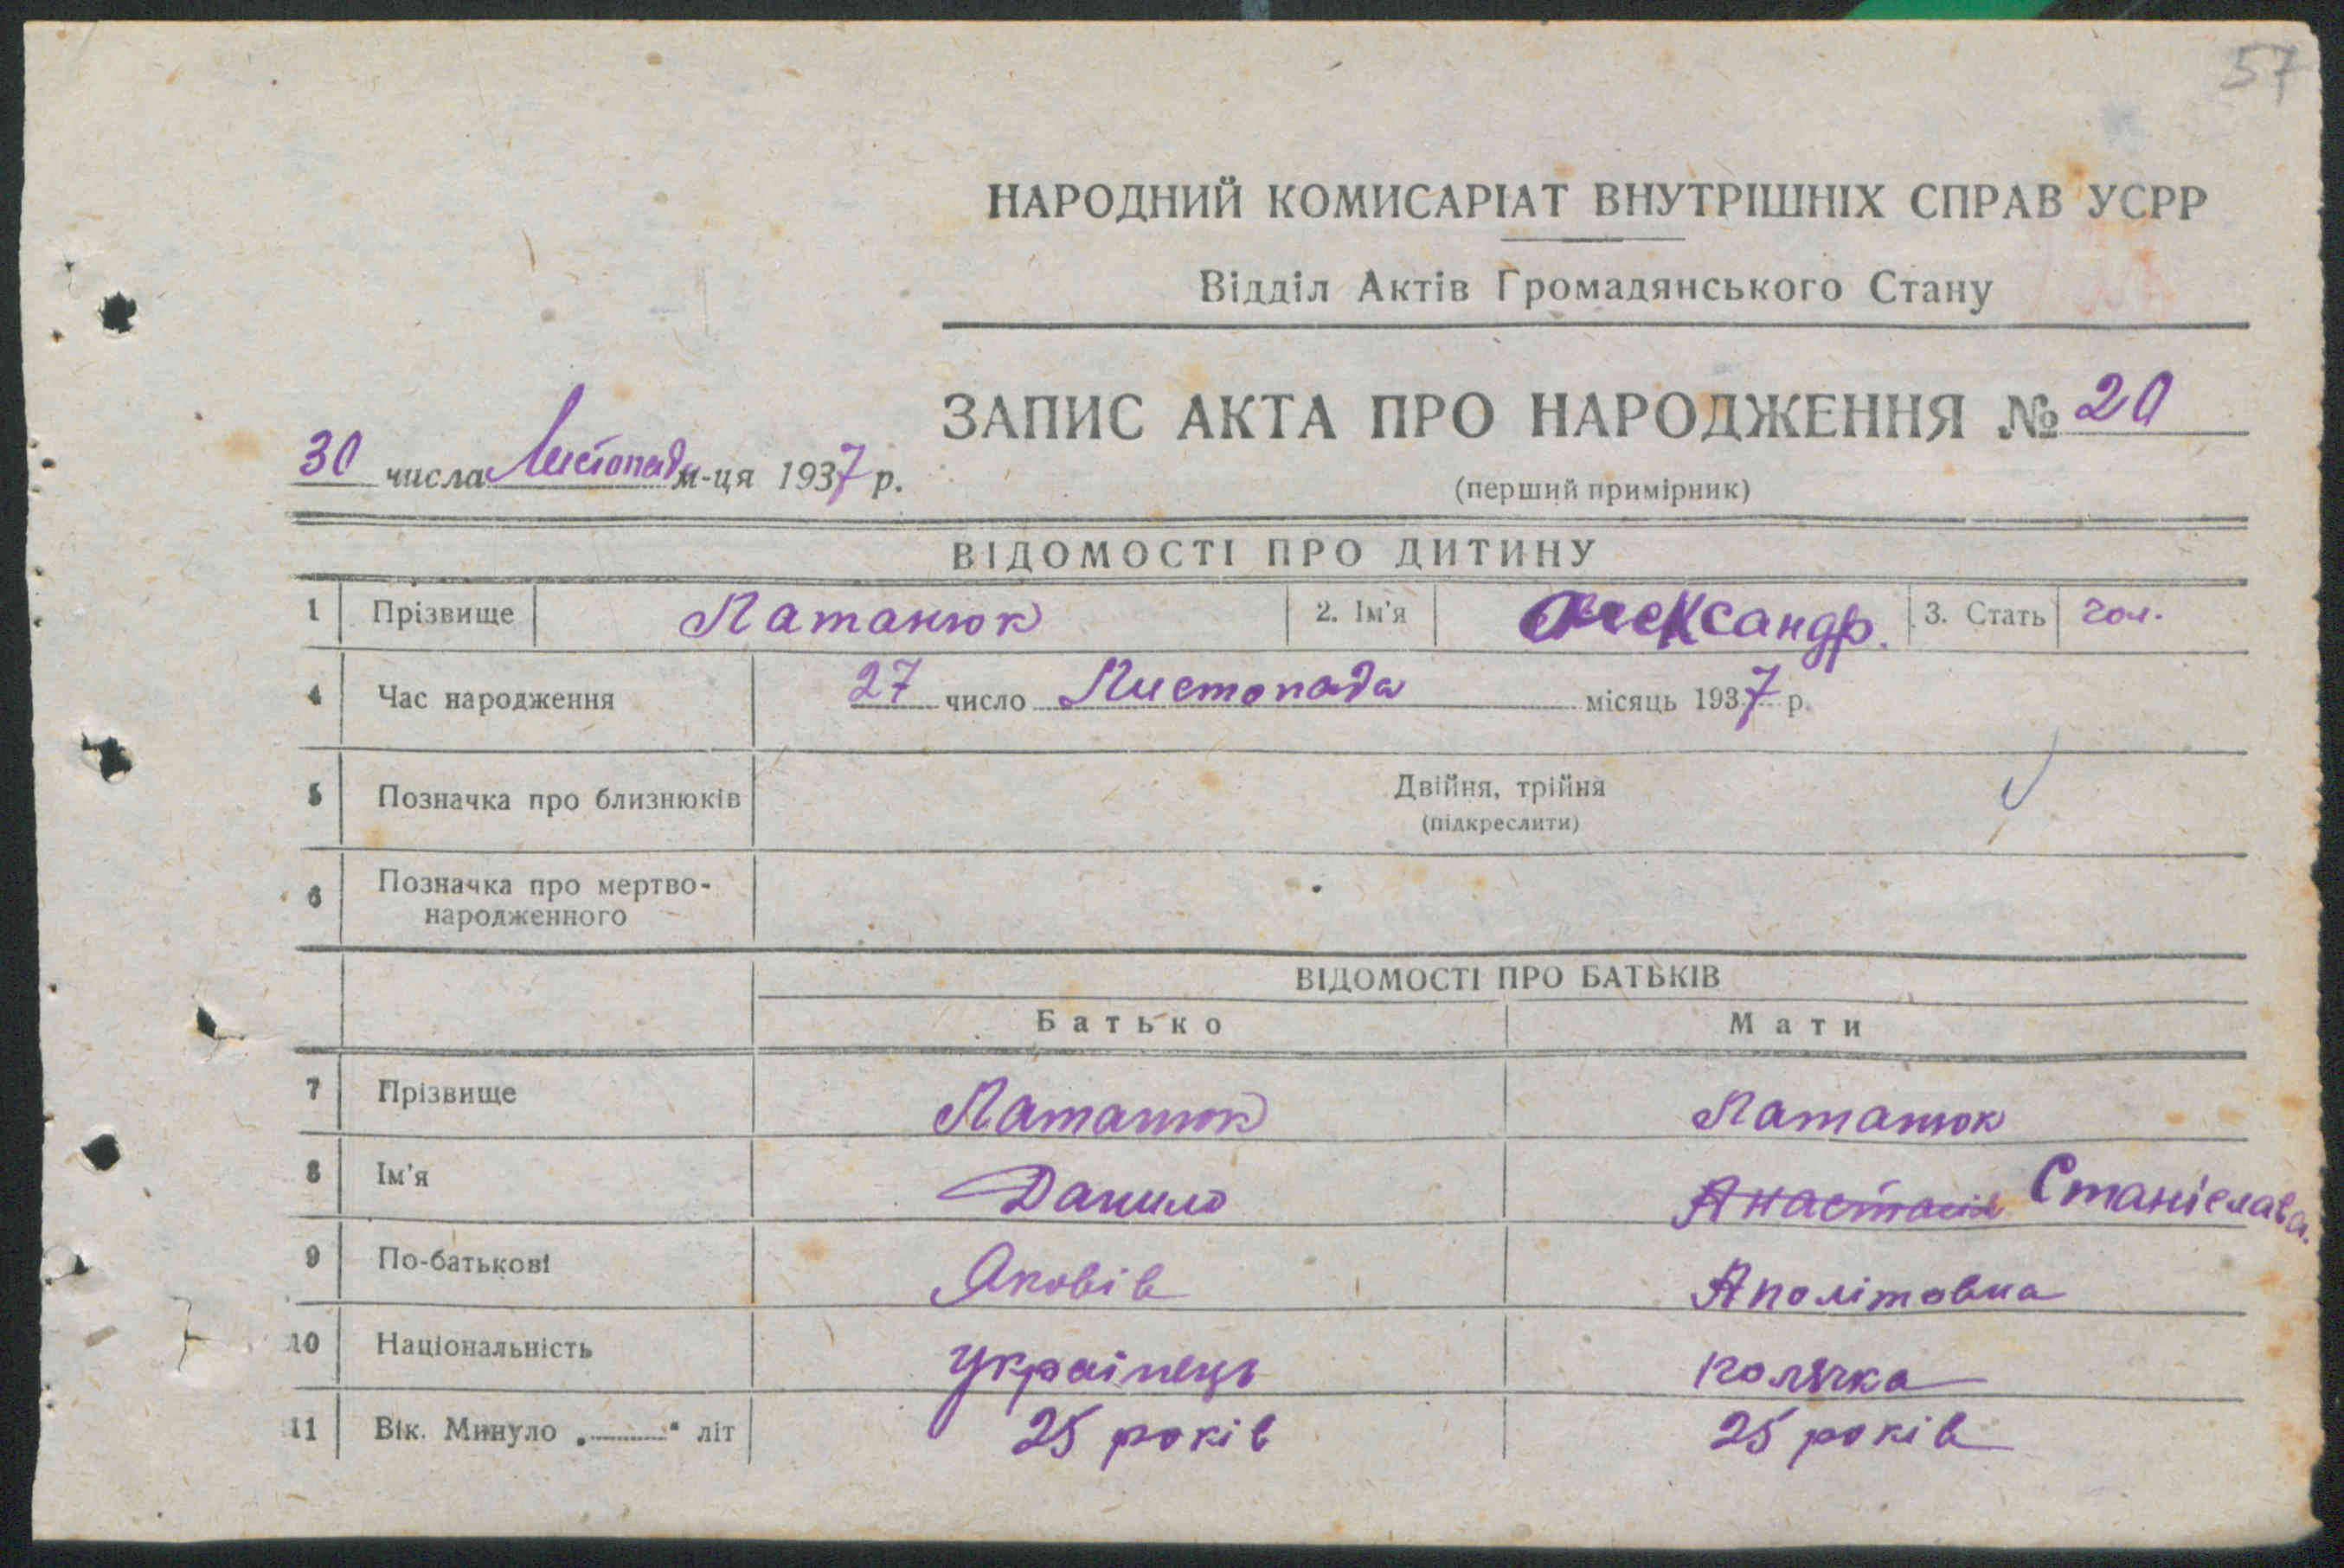 57
НАРОДНИЙ КОМИСАРІАТ ВНУТРІШНІХ СПРАВ УСРР
Відділ Актів Громадянського Стану
ЗАПИС АКТА ПРО НАРОДЖЕННЯ № 20
30 числа Листопада м-ця 1937 р.
(перший примірник)
ВІДОМОСТІ ПРО ДИТИНУ
1 Прізвище Латанюк 2. Ім'я Олександр. 3. Стать чол.
4 Час народження 27 число Листопада місяць 1937 р.
5 Позначка про близнюків Двійня, трійня
(підкреслити)
6 Позначка про мертво-
народженного
ВІДОМОСТІ ПРО БАТЬКІВ
Батько Мати
7 Прізвище Латанюк Латанюк
8 Ім'я Данило Анастасія Станіслава.
9 По-батькові Яковів Аполітовна
10 Національність Українець полячка
11 Вік. Минуло „ " літ 25 років 25 років